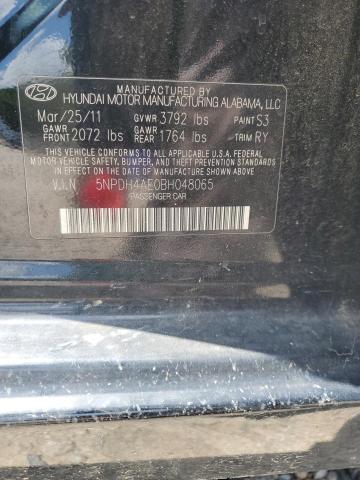 MANUFACTURED BY
HYUNDAI MOTOR MANUFACTURING ALABAMA, LLC
Mar/25/11 GVWR 3792 lbs PAINT S3
GAWR FRONT 2072 lbs GAWR REAR 1764 lbs TRIM RY
THIS VEHICLE CONFORMS TO ALL APPLICABLE U.S. FEDERAL
MOTOR VEHICLE SAFETY, BUMPER, AND THEFT PREVENTION
STANDARDS IN EFFECT ON THE DATE OF MANUFACTURE SHOWN ABOVE.
V.I.N 5NPDH4AE0BH048065
/PASSENGER CAR